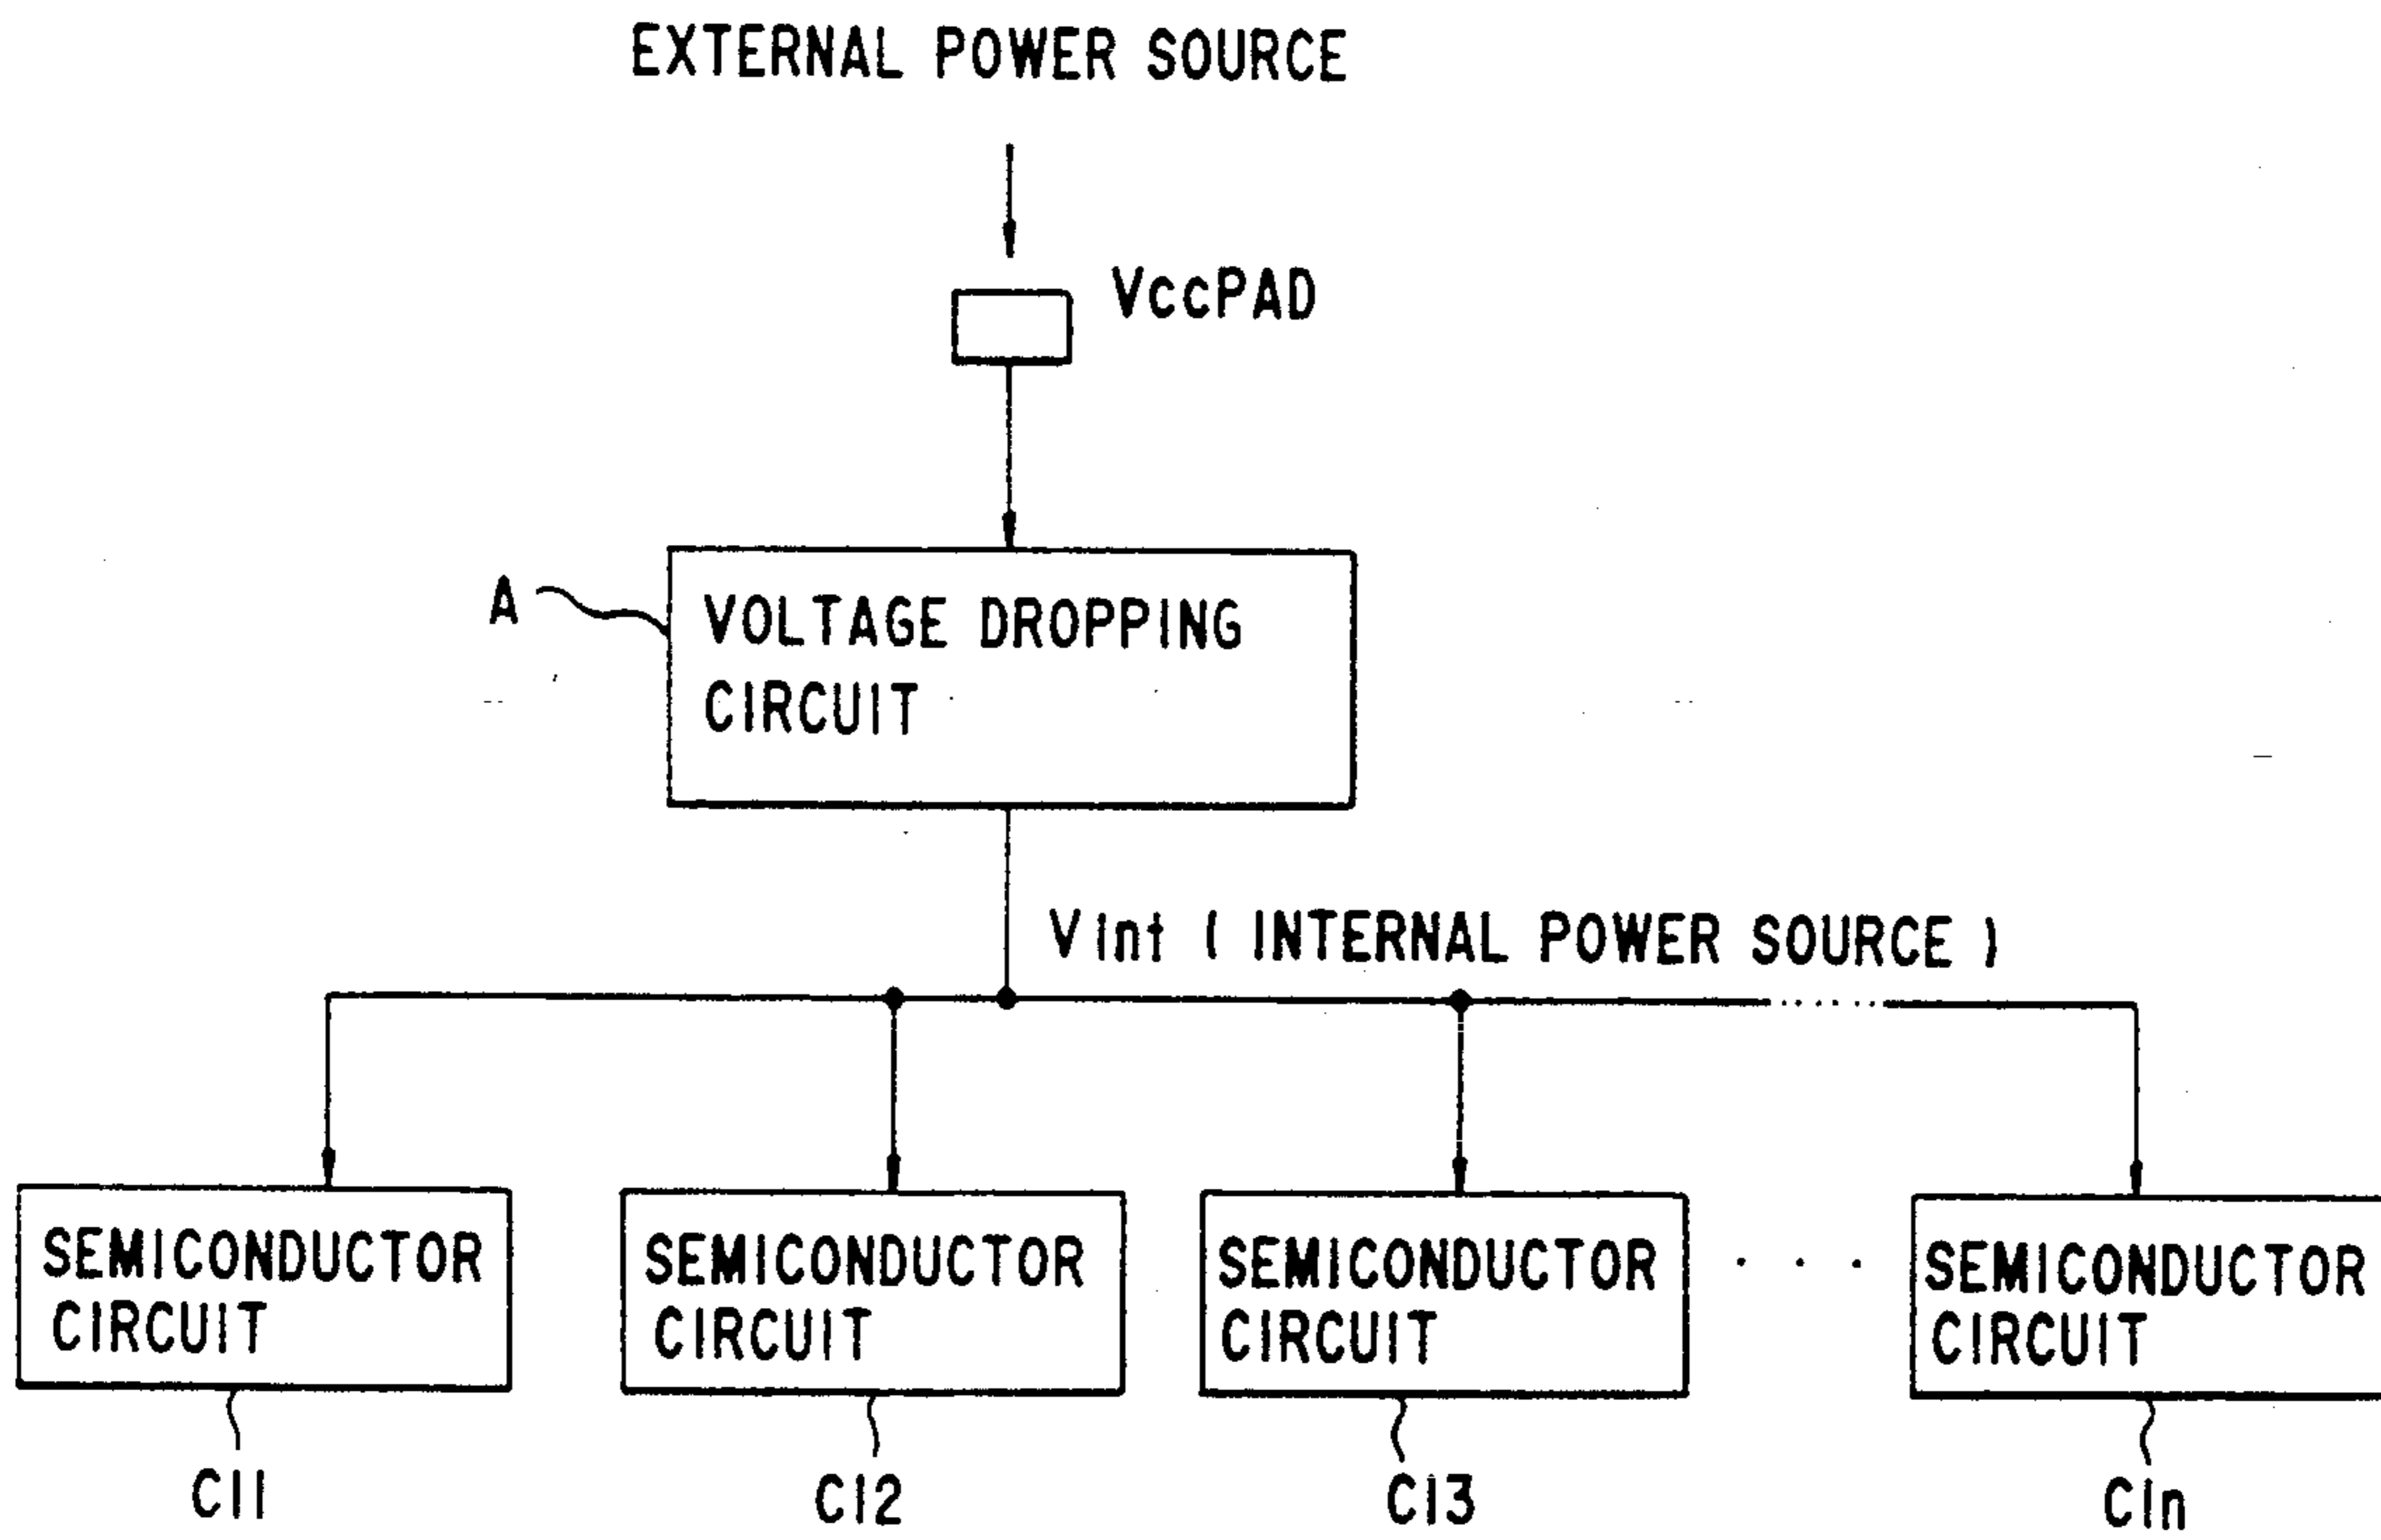 EXTERNAL POWER SOURCE
VccPAD
A
VOLTAGE DROPPING
CIRCUIT
Vint ( INTERNAL POWER SOURCE )
SEMICONDUCTOR
CIRCUIT
SEMICONDUCTOR
CIRCUIT
SEMICONDUCTOR
CIRCUIT
. . .
SEMICONDUCTOR
CIRCUIT
C11
C12
C13
C1n